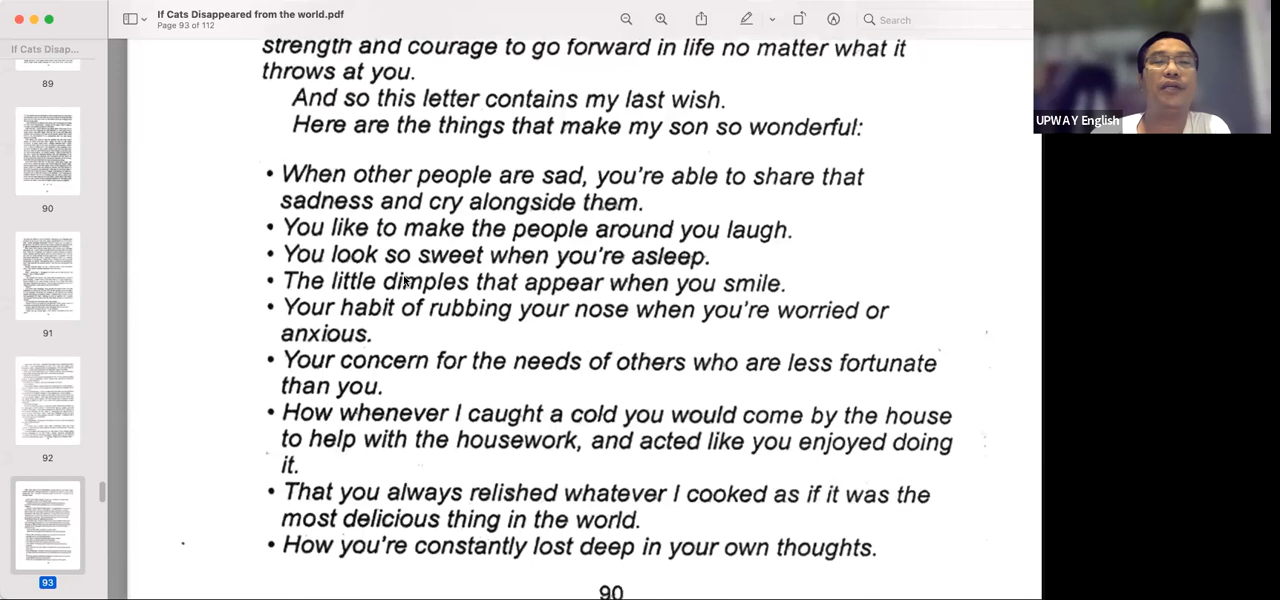 If Cats Disappeared from the world.pdf
Page 93 of 112
Search
If Cats Disap...
89
90
91
92
93
UPWAY English
strength and courage to go forward in life no matter what it
throws at you.
And so this letter contains my last wish.
Here are the things that make my son so wonderful:
• When other people are sad, you're able to share that
sadness and cry alongside them.
• You like to make the people around you laugh.
• You look so sweet when you're asleep.
• The little dimples that appear when you smile.
• Your habit of rubbing your nose when you're worried or
anxious.
• Your concern for the needs of others who are less fortunate
than you.
• How whenever I caught a cold you would come by the house
to help with the housework, and acted like you enjoyed doing
it.
• That you always relished whatever I cooked as if it was the
most delicious thing in the world.
• How you're constantly lost deep in your own thoughts.
90